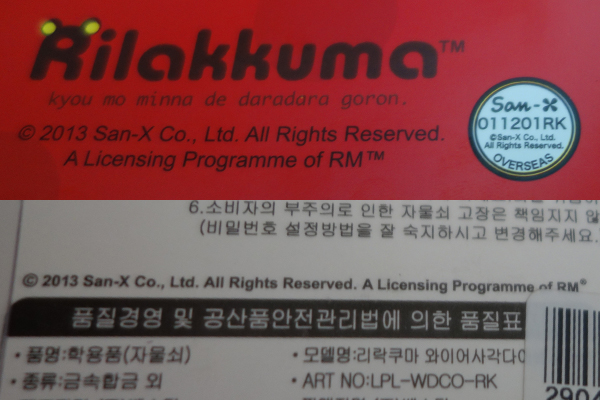 Rilakkuma™
kyou mo minna de daradara goron.
© 2013 San-X Co., Ltd. All Rights Reserved.
A Licensing Programme of RM™
San-X
011201RK
©San-X Co., Ltd.
All Rights Reserved.
OVERSEAS
6.소비자의 부주의로 인한 자물쇠 고장은 책임지지 않
(비밀번호 설정방법을 잘 숙지하시고 변경해주세요.
© 2013 San-X Co., Ltd. All Rights Reserved. A Licensing Programme of RM®
품질경영 및 공산품안전관리법에 의한 품질표
• 품명:학용품(자물쇠)
• 모델명:리락쿠마 와이어사각다이
• 종류:금속합금 외
• ART NO:LPL-WDCO-RK
2904